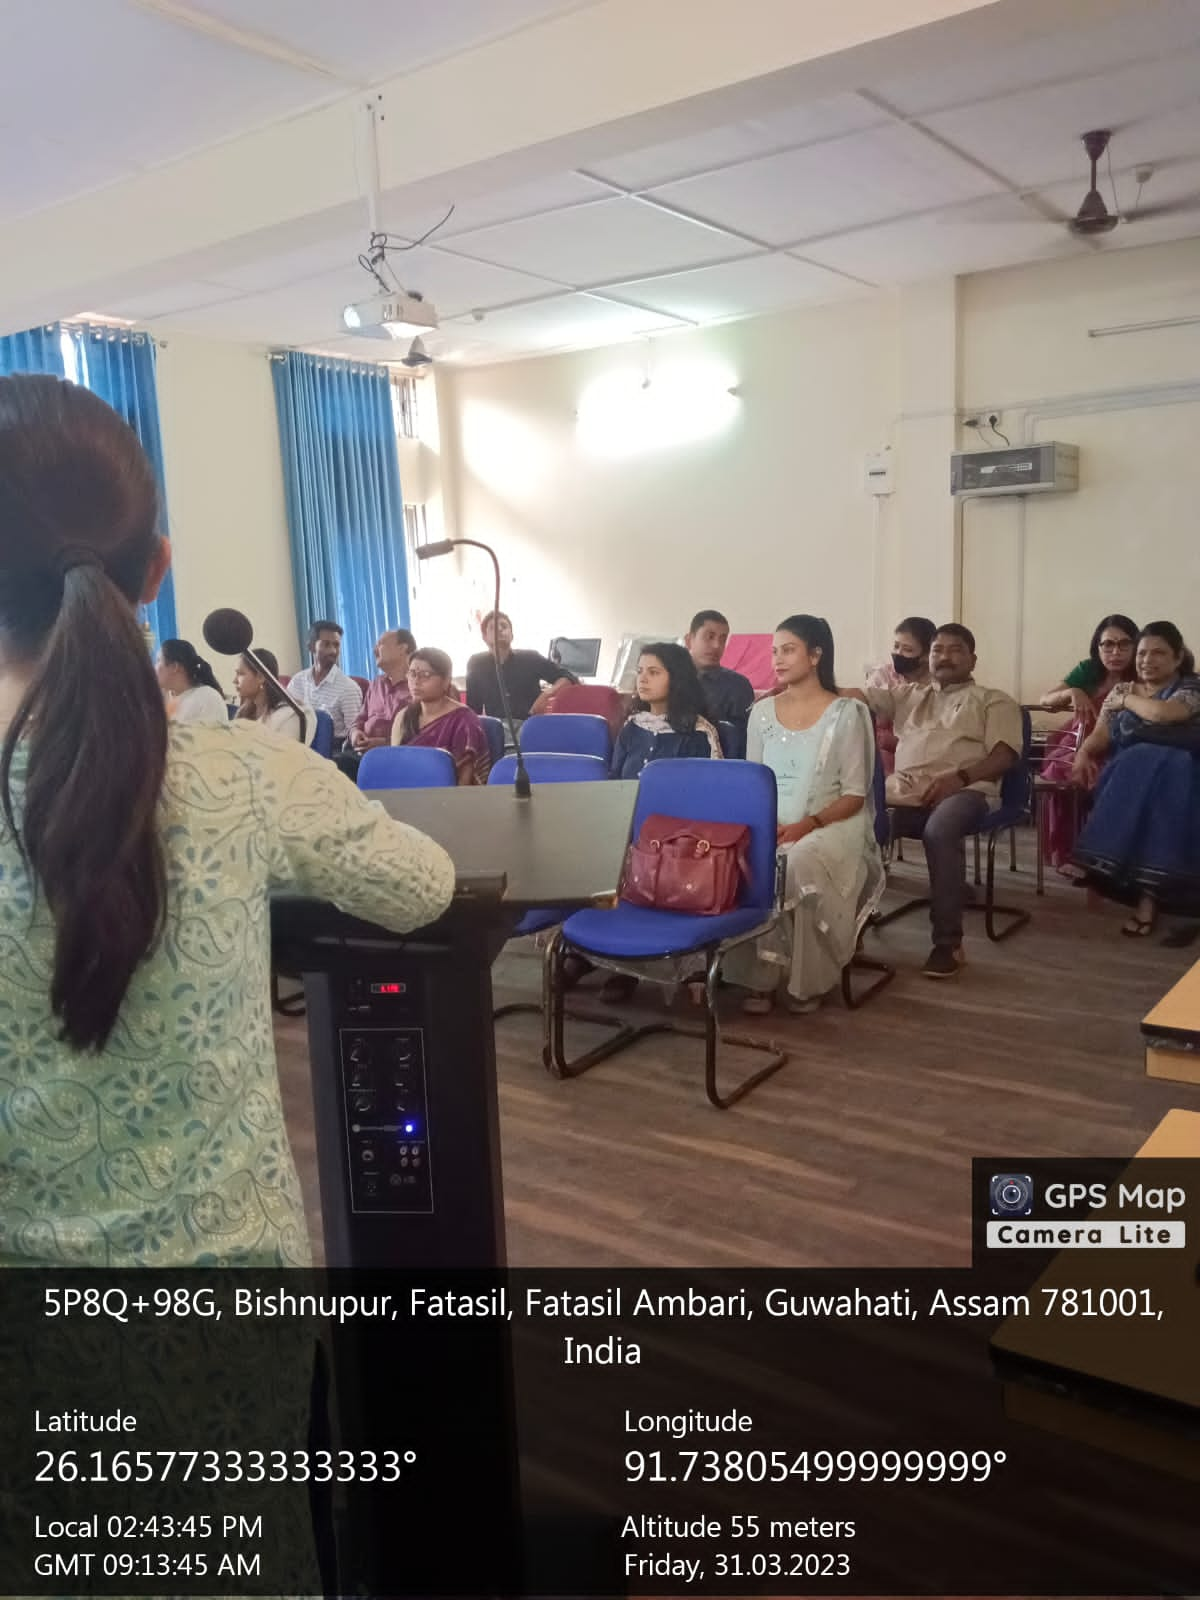 GPS Map
Camera Lite
5P8Q+98G, Bishnupur, Fatasil, Fatasil Ambari, Guwahati, Assam 781001,
India
Latitude
26.16577333333333°
Longitude
91.73805499999999°
Local 02:43:45 PM
GMT 09:13:45 AM
Altitude 55 meters
Friday, 31.03.2023